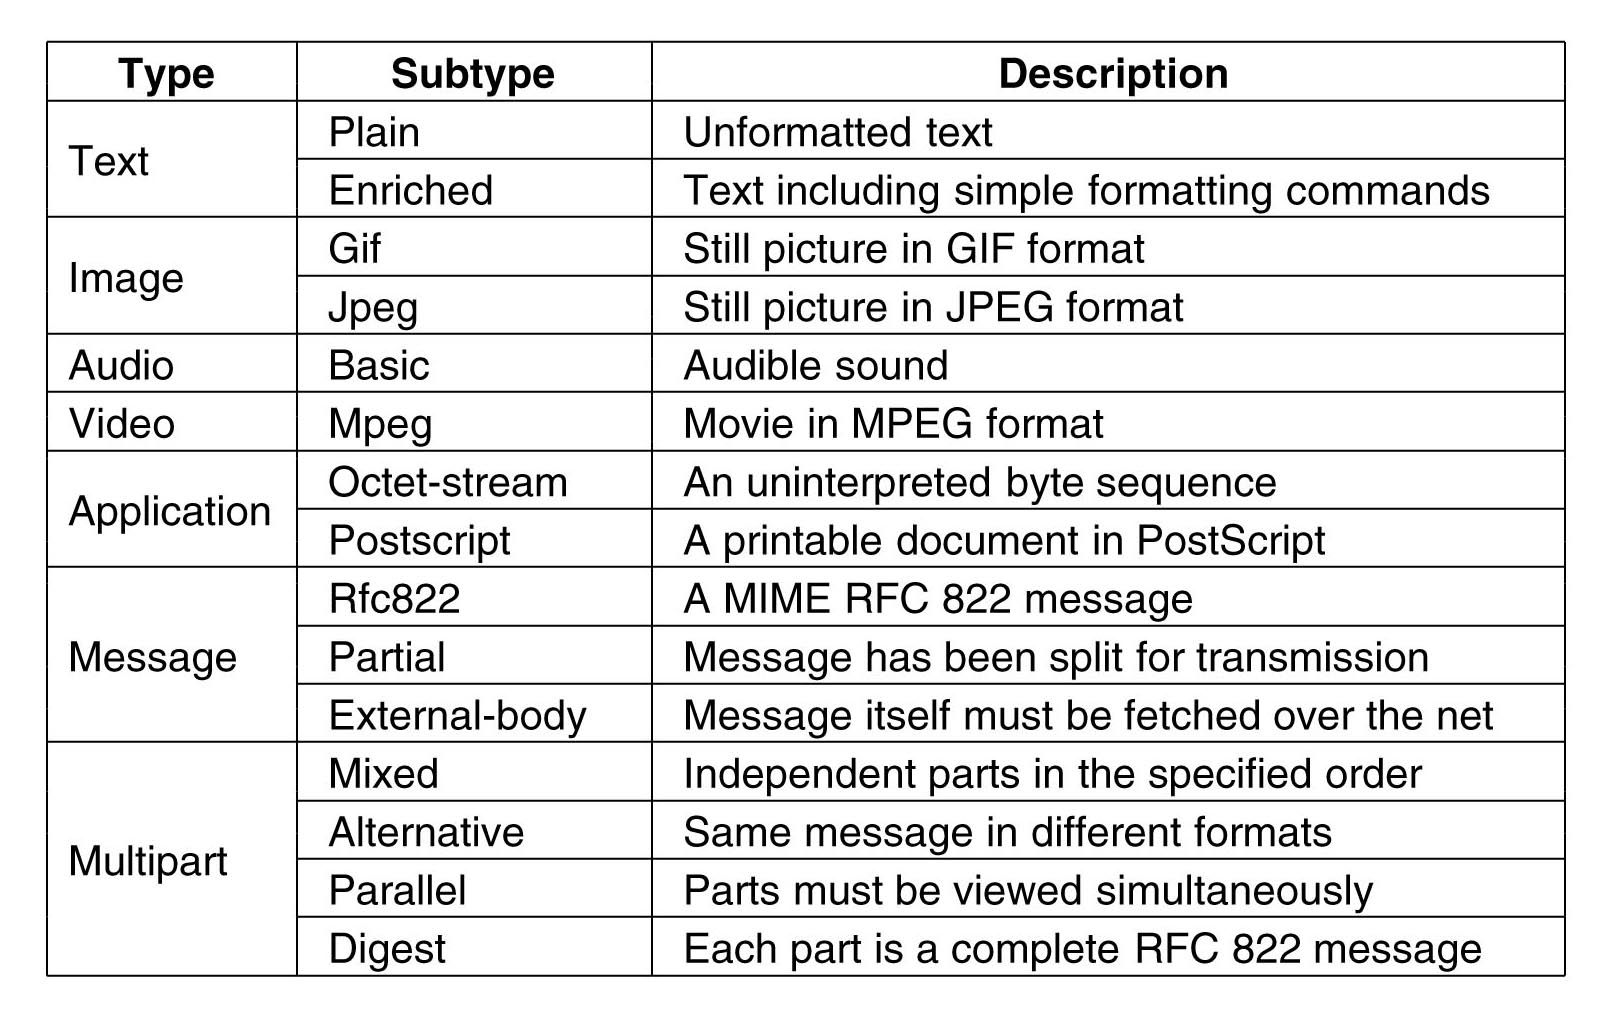 Type Subtype Description
Text Plain Unformatted text
Enriched Text including simple formatting commands
Image Gif Still picture in GIF format
Jpeg Still picture in JPEG format
Audio Basic Audible sound
Video Mpeg Movie in MPEG format
Application Octet-stream An uninterpreted byte sequence
Postscript A printable document in PostScript
Message Rfc822 A MIME RFC 822 message
Partial Message has been split for transmission
External-body Message itself must be fetched over the net
Multipart Mixed Independent parts in the specified order
Alternative Same message in different formats
Parallel Parts must be viewed simultaneously
Digest Each part is a complete RFC 822 message